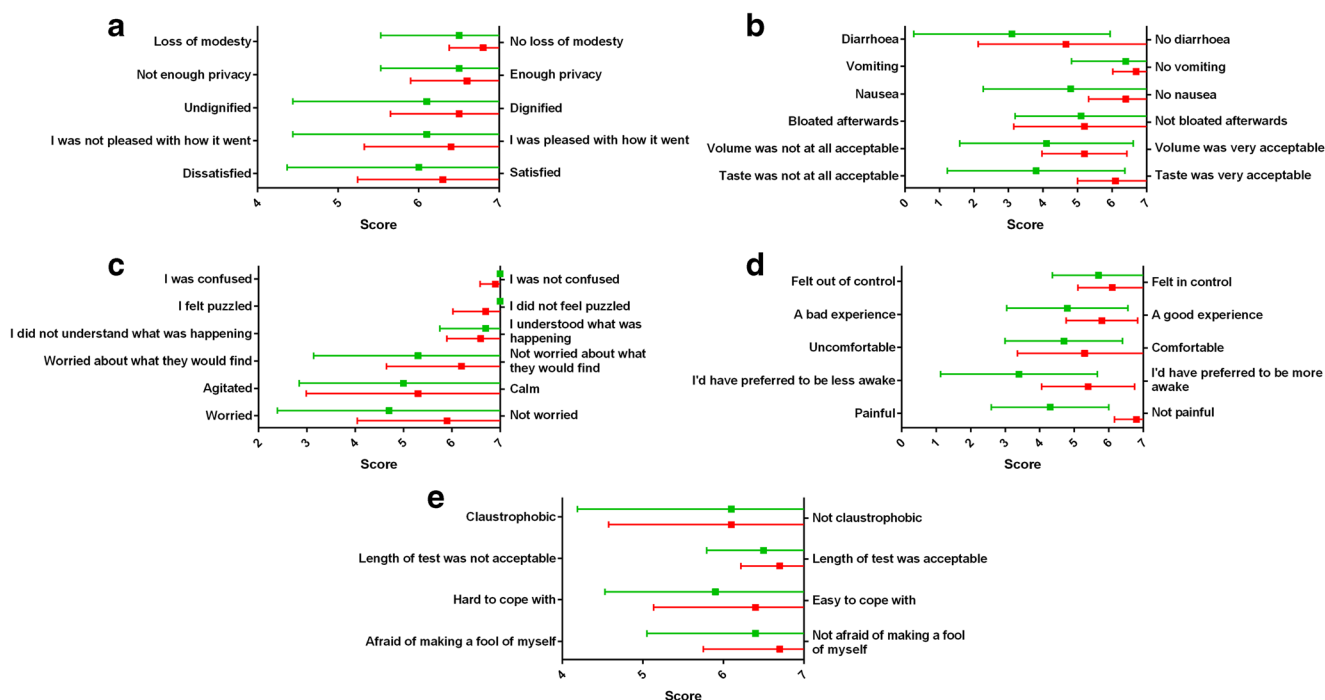 a
Loss of modesty
No loss of modesty
Not enough privacy
Enough privacy
Undignified
Dignified
I was not pleased with how it went
I was pleased with how it went
Dissatisfied
Satisfied
4 5 6 7
Score
b
Diarrhoea
No diarrhoea
Vomiting
No vomiting
Nausea
No nausea
Bloated afterwards
Not bloated afterwards
Volume was not at all acceptable
Volume was very acceptable
Taste was not at all acceptable
Taste was very acceptable
0 1 2 3 4 5 6 7
Score
c
I was confused
I was not confused
I felt puzzled
I did not feel puzzled
I did not understand what was happening
I understood what was
happening
Worried about what they would find
Not worried about what
they would find
Agitated
Calm
Worried
Not worried
2 3 4 5 6 7
Score
d
Felt out of control
Felt in control
A bad experience
A good experience
Uncomfortable
Comfortable
I'd have preferred to be less awake
I'd have preferred to be more
awake
Painful
Not painful
0 1 2 3 4 5 6 7
Score
e
Claustrophobic
Not claustrophobic
Length of test was not acceptable
Length of test was acceptable
Hard to cope with
Easy to cope with
Afraid of making a fool of myself
Not afraid of making a fool
of myself
4 5 6 7
Score